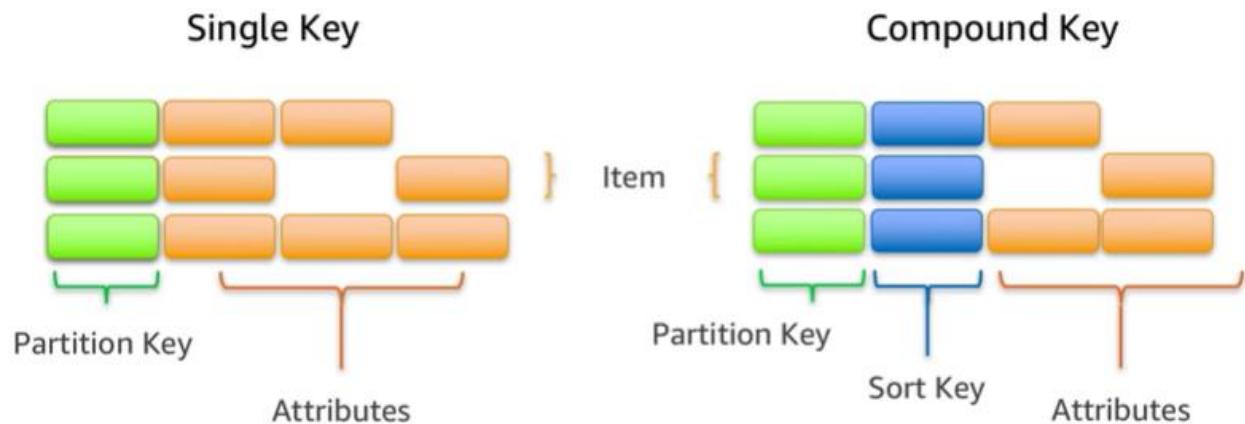 Single Key
Compound Key
Item
Partition Key
Attributes
Partition Key
Sort Key
Attributes